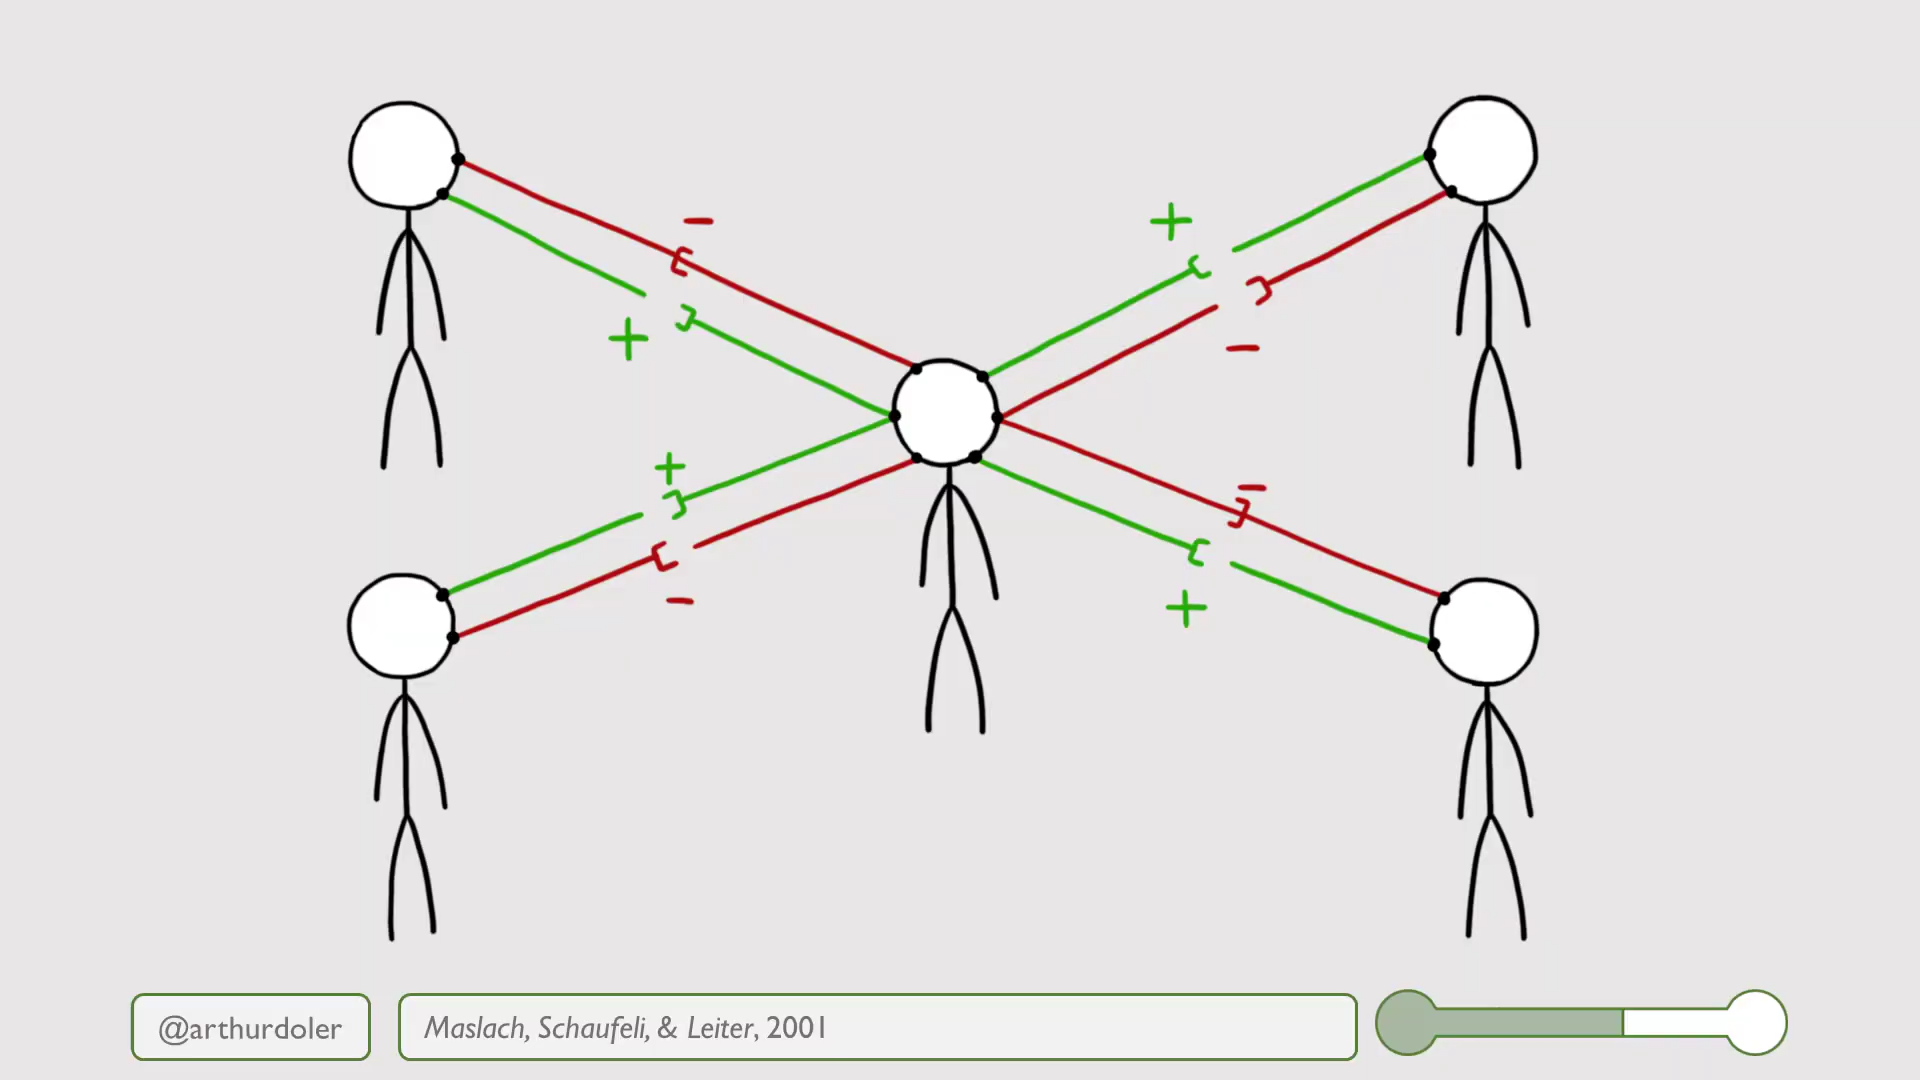 − +
+ −
+ −
− +
@arthurdoler
Maslach, Schaufeli, & Leiter, 2001